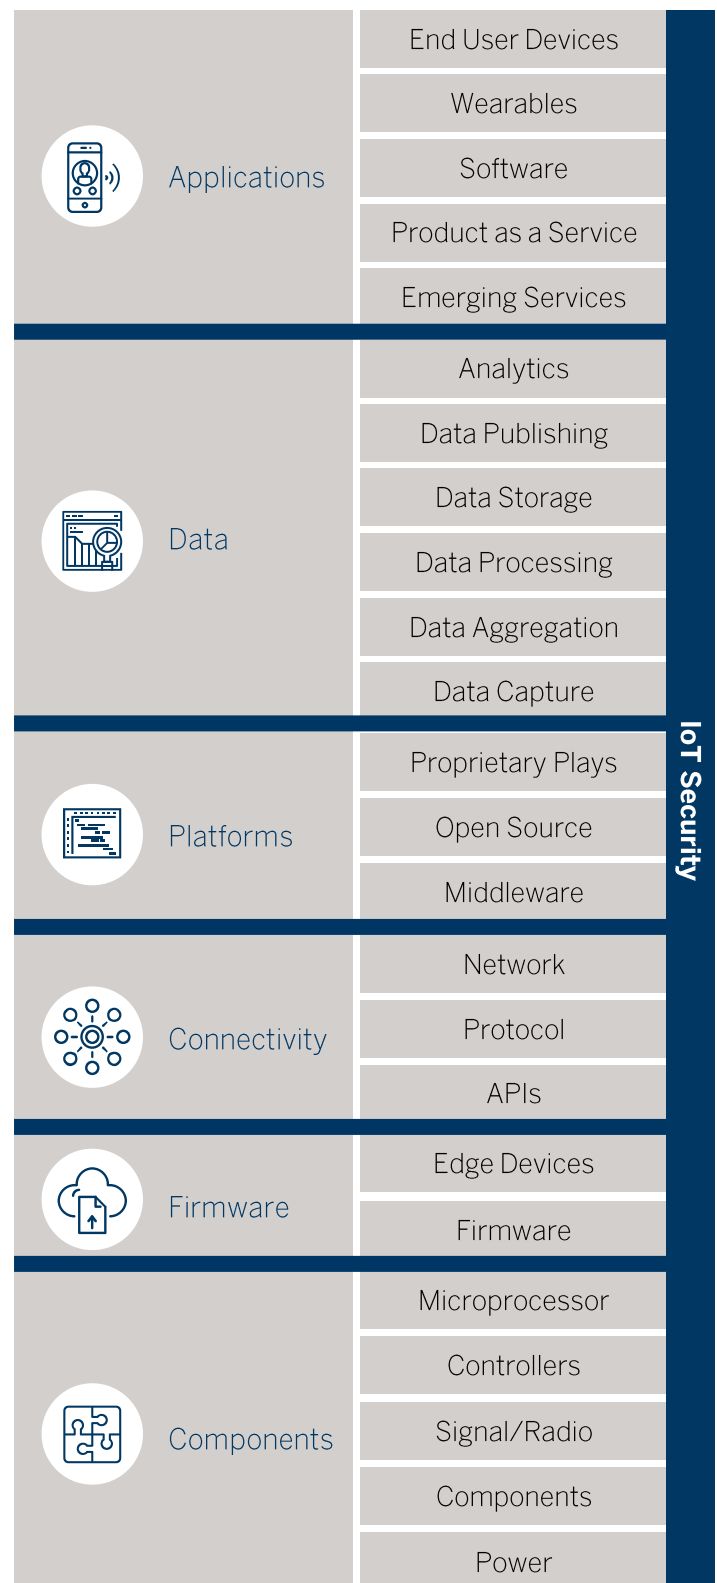 Applications
End User Devices
Wearables
Software
Product as a Service
Emerging Services
Data
Analytics
Data Publishing
Data Storage
Data Processing
Data Aggregation
Data Capture
Platforms
Proprietary Plays
Open Source
Middleware
Connectivity
Network
Protocol
APIs
Firmware
Edge Devices
Firmware
Components
Microprocessor
Controllers
Signal/Radio
Components
Power
IoT Security